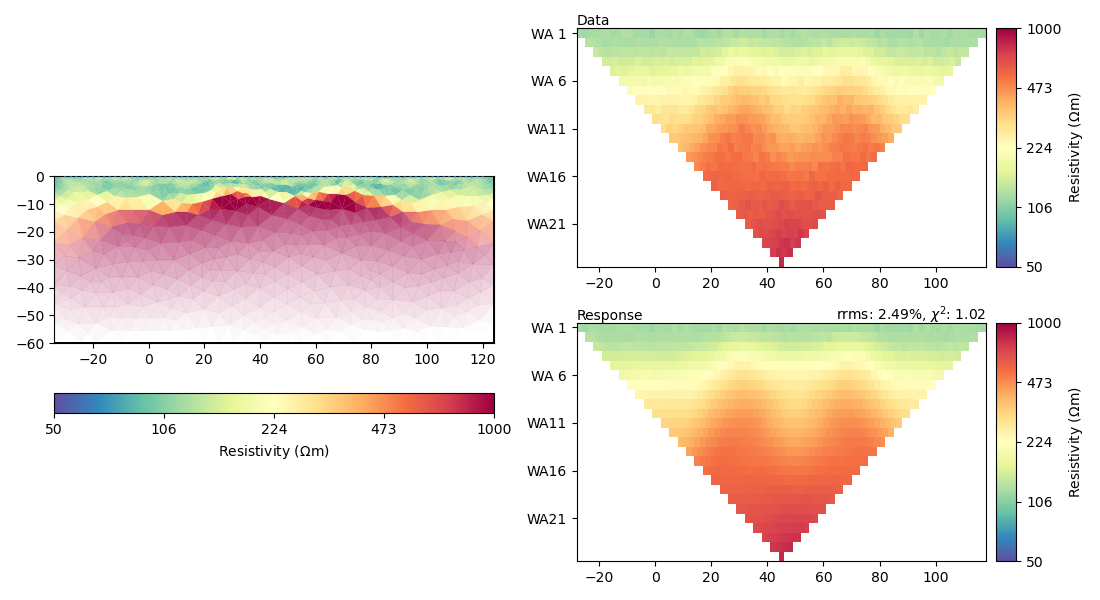 Data
WA 1
WA 6
WA11
WA16
WA21
−20 0 20 40 60 80 100
1000
473
224
106
50
Resistivity (Ωm)
0
−10
−20
−30
−40
−50
−60
−20 0 20 40 60 80 100 120
50 106 224 473 1000
Resistivity (Ωm)
Response rrms: 2.49%, χ²: 1.02
WA 1
WA 6
WA11
WA16
WA21
−20 0 20 40 60 80 100
1000
473
224
106
50
Resistivity (Ωm)